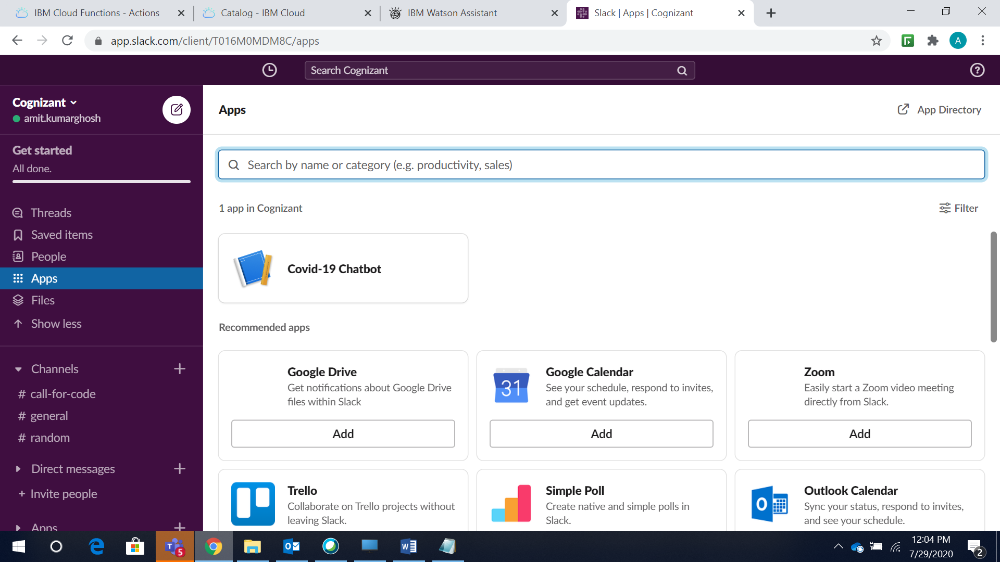 IBM Cloud Functions - Actions
Catalog - IBM Cloud
IBM Watson Assistant
Slack | Apps | Cognizant
app.slack.com/client/T016M0MDM8C/apps
A
Search Cognizant
Cognizant
amit.kumarghosh
Get started
All done.
Threads
Saved items
People
Apps
Files
Show less
Channels
# call-for-code
# general
# random
Direct messages
+ Invite people
Apps
Apps
App Directory
Search by name or category (e.g. productivity, sales)
1 app in Cognizant
Filter
Covid-19 Chatbot
Recommended apps
Google Drive
Get notifications about Google Drive
files within Slack
Add
31
Google Calendar
See your schedule, respond to invites,
and get event updates.
Add
Zoom
Easily start a Zoom video meeting
directly from Slack.
Add
Trello
Collaborate on Trello projects without
leaving Slack.
Simple Poll
Create native and simple polls in
Slack.
Outlook Calendar
Sync your status, respond to invites,
and see your schedule.
T 5
12:04 PM
7/29/2020
2